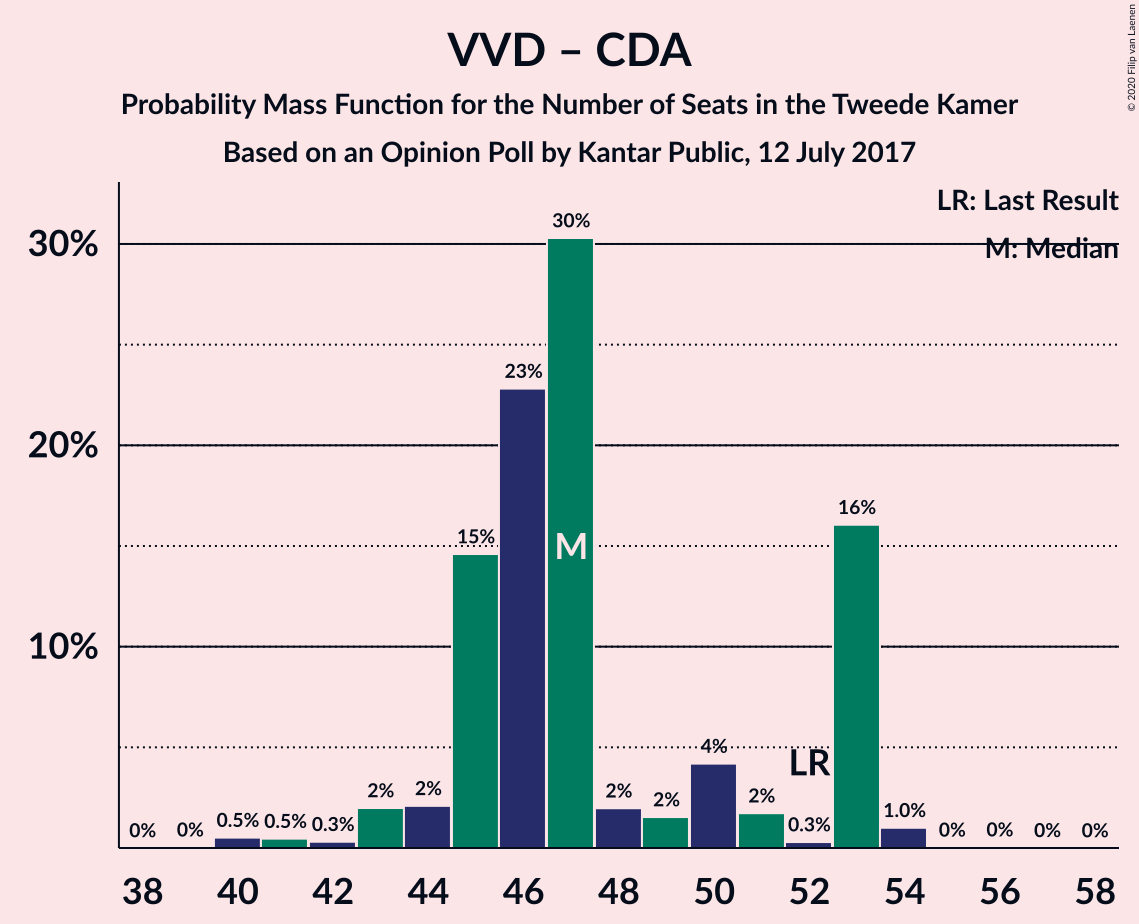 VVD – CDA
Probability Mass Function for the Number of Seats in the Tweede Kamer
Based on an Opinion Poll by Kantar Public, 12 July 2017
© 2020 Filip van Laenen
LR: Last Result
M: Median
30%
20%
10%
0% 0% 0.5% 0.5% 0.3% 2% 2% 15% 23% 30% 2% 2% 4% 2% 0.3% 16% 1.0% 0% 0% 0% 0%
M
LR
38 40 42 44 46 48 50 52 54 56 58